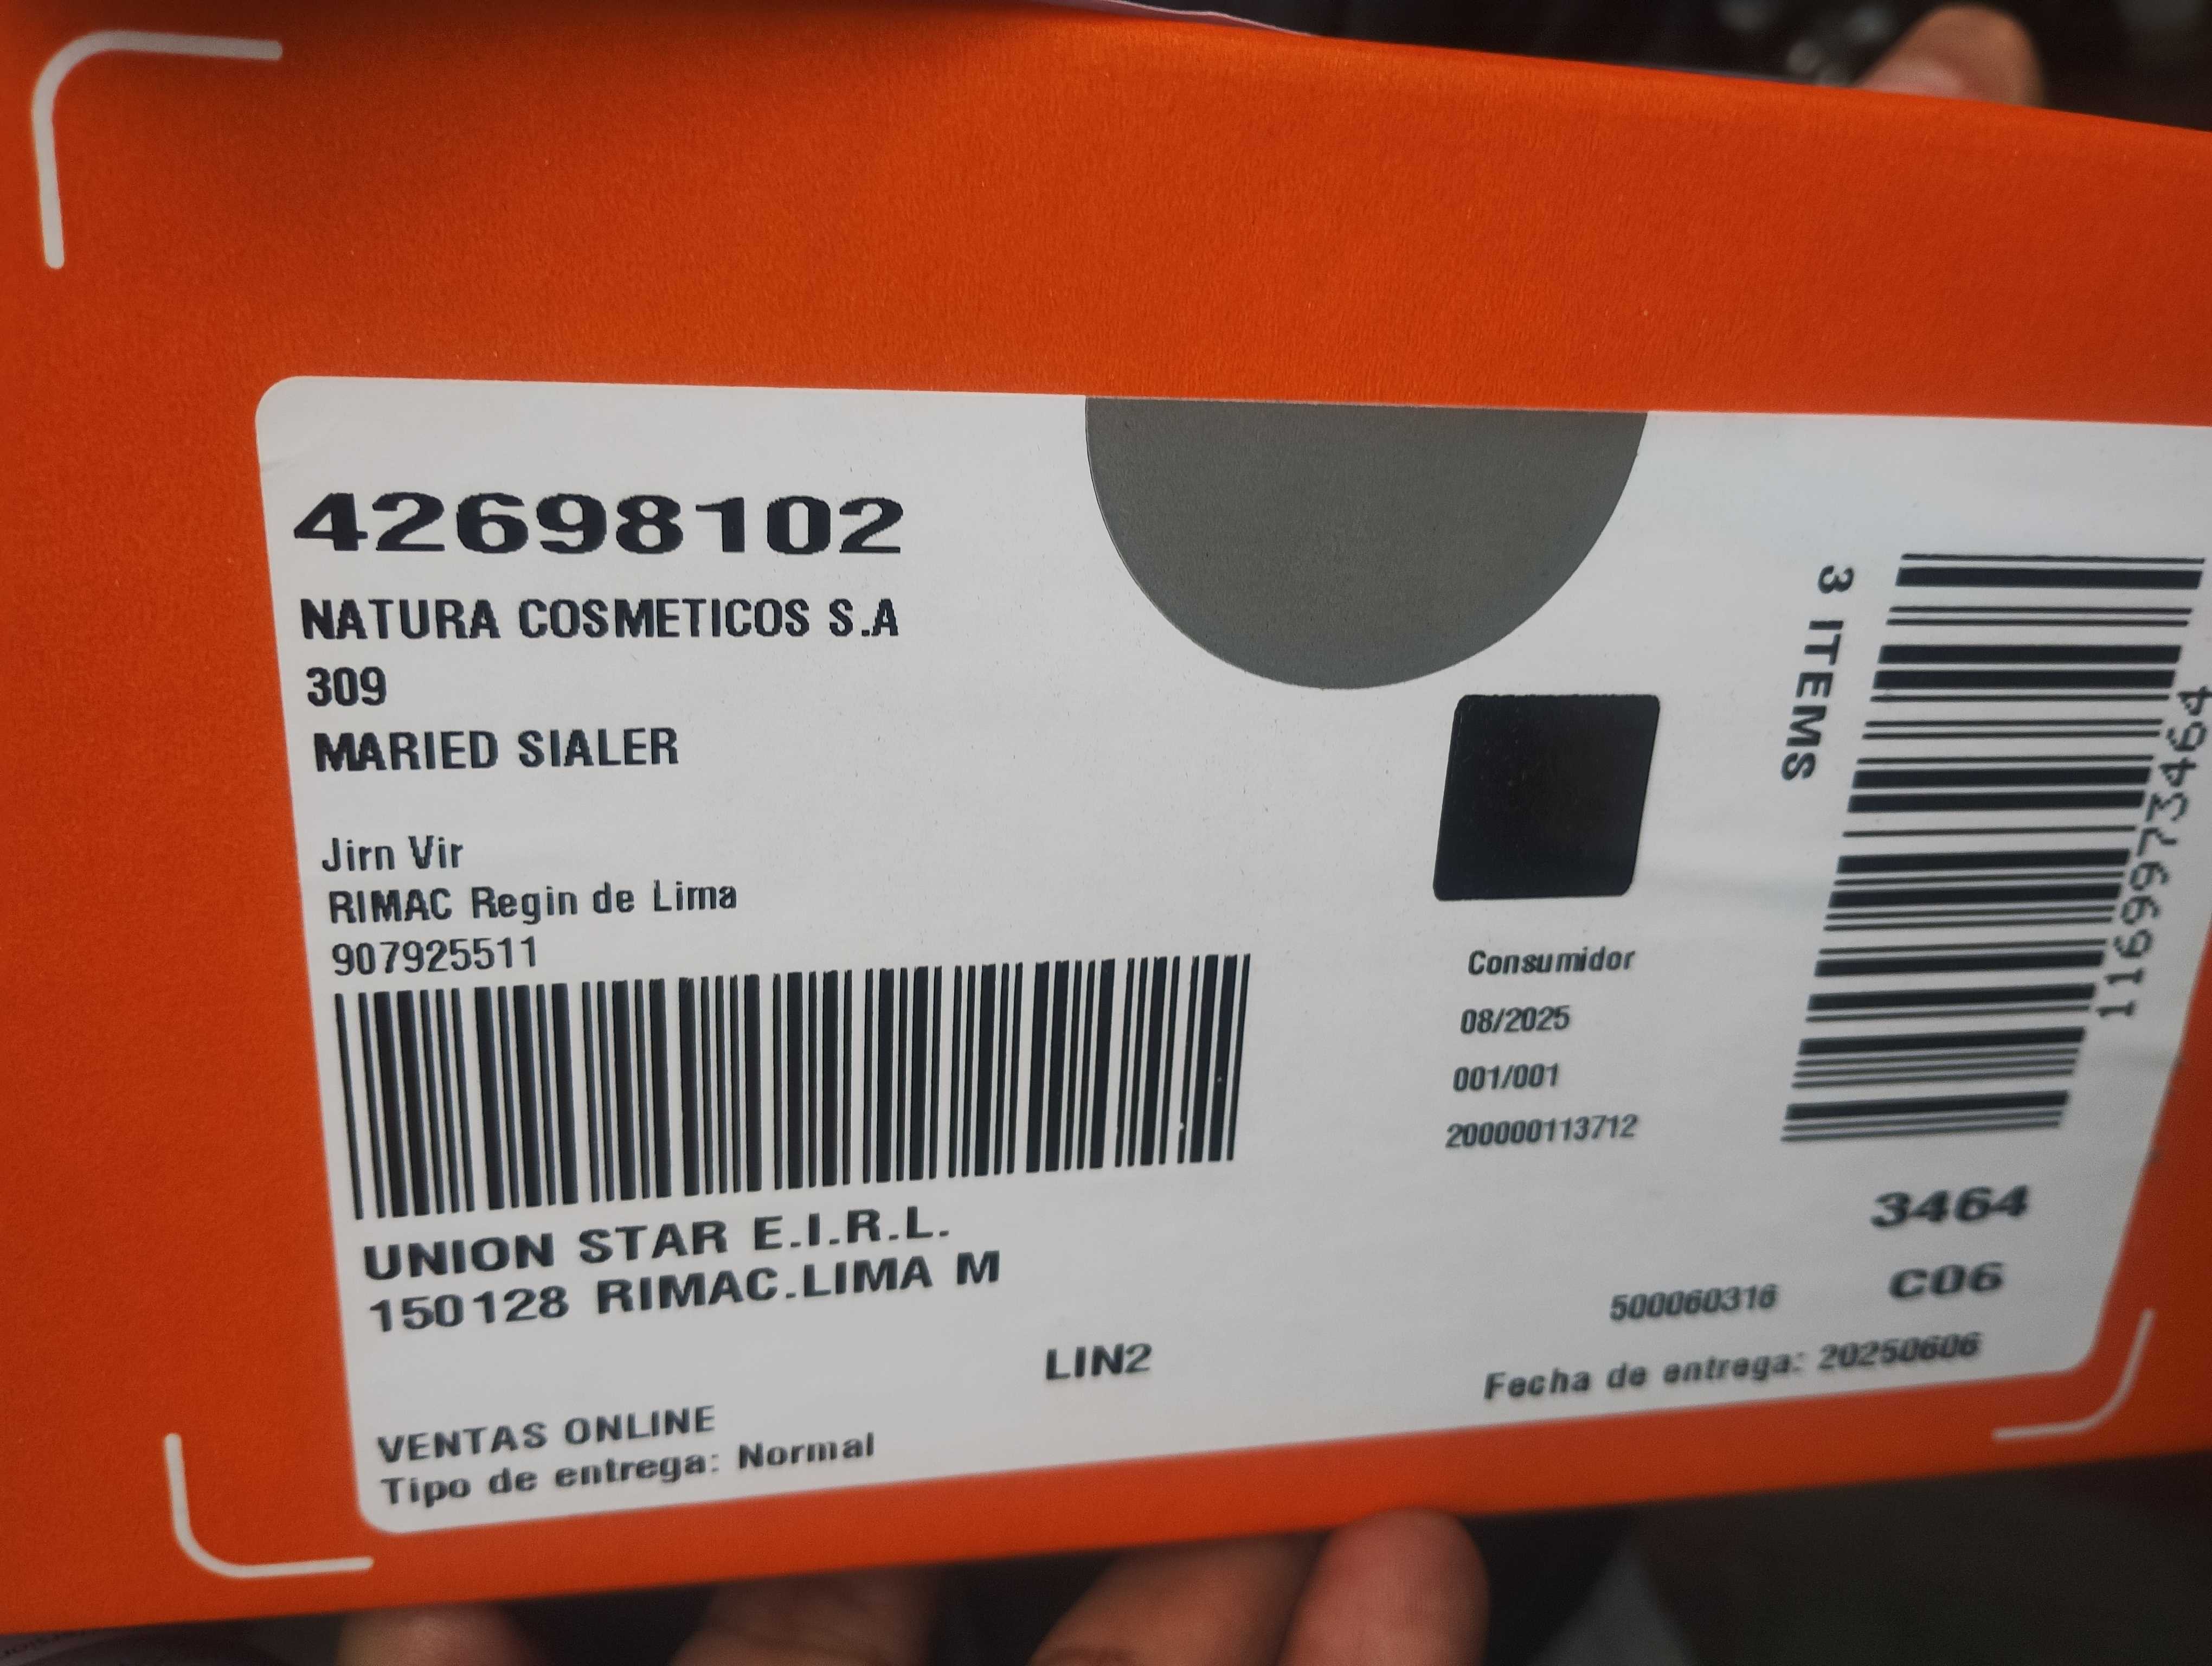 42698102
NATURA COSMETICOS S.A
309
MARIED SIALER
Jirn Vir
RIMAC Regin de Lima
907925511
UNION STAR E.I.R.L.
150128 RIMAC.LIMA M
LIN2
VENTAS ONLINE
Tipo de entrega: Normal
Consumidor
08/2025
001/001
200000113712
3 ITEMS
1169973464
3464
C06
500060316
Fecha de entrega: 20250606